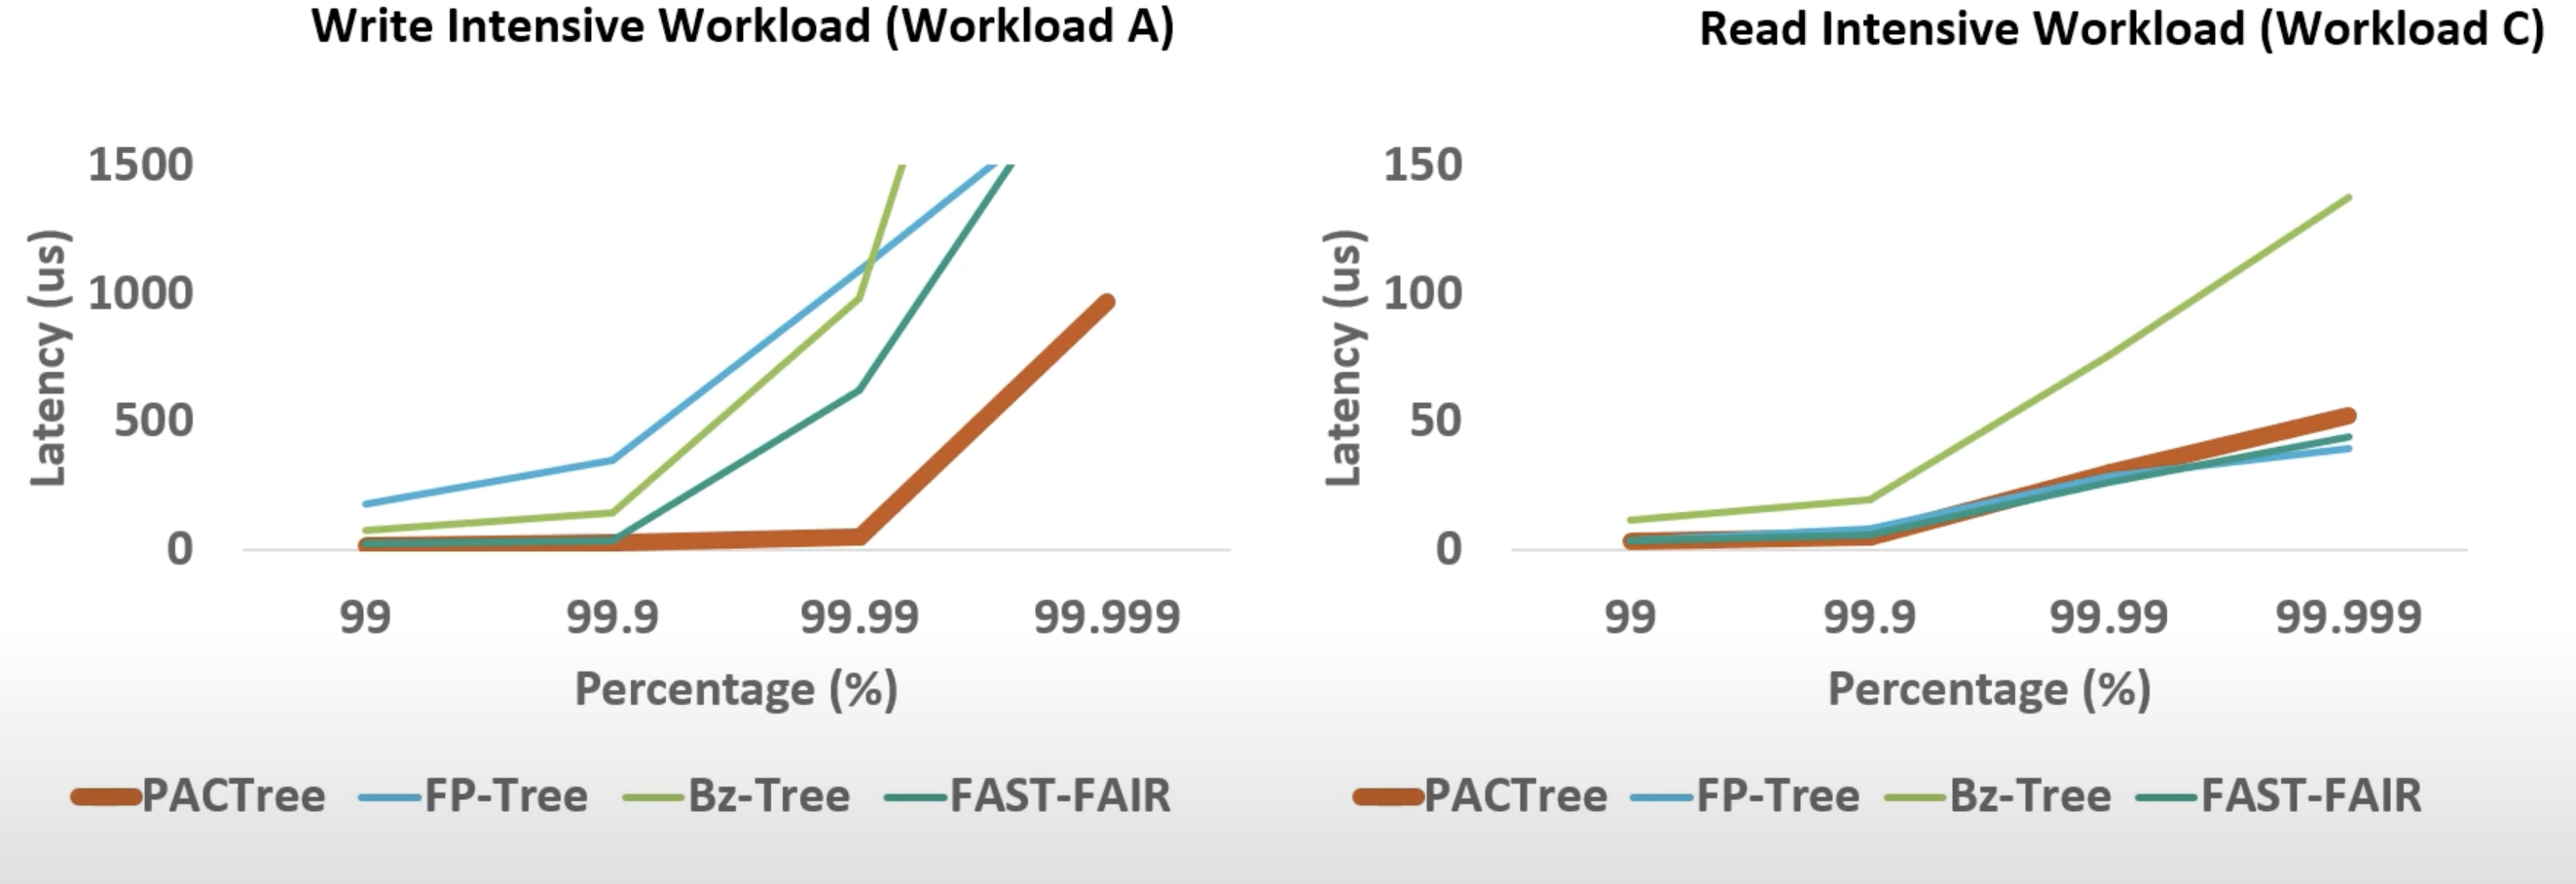 Write Intensive Workload (Workload A)
1500
1000
500
0
Latency (us)
99 99.9 99.99 99.999
Percentage (%)
PACTree FP-Tree Bz-Tree FAST-FAIR
Read Intensive Workload (Workload C)
150
100
50
0
Latency (us)
99 99.9 99.99 99.999
Percentage (%)
PACTree FP-Tree Bz-Tree FAST-FAIR